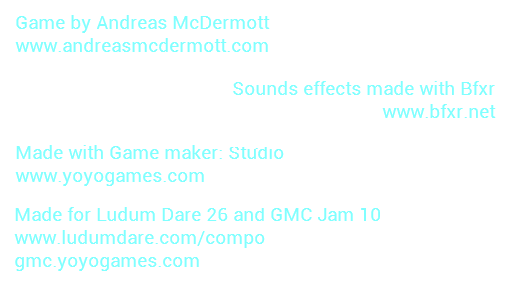 Game by Andreas McDermott
www.andreasmcdermott.com
Sounds effects made with Bfxr
www.bfxr.net
Made with Game maker: Studio
www.yoyogames.com
Made for Ludum Dare 26 and GMC Jam 10
www.ludumdare.com/compo
gmc.yoyogames.com